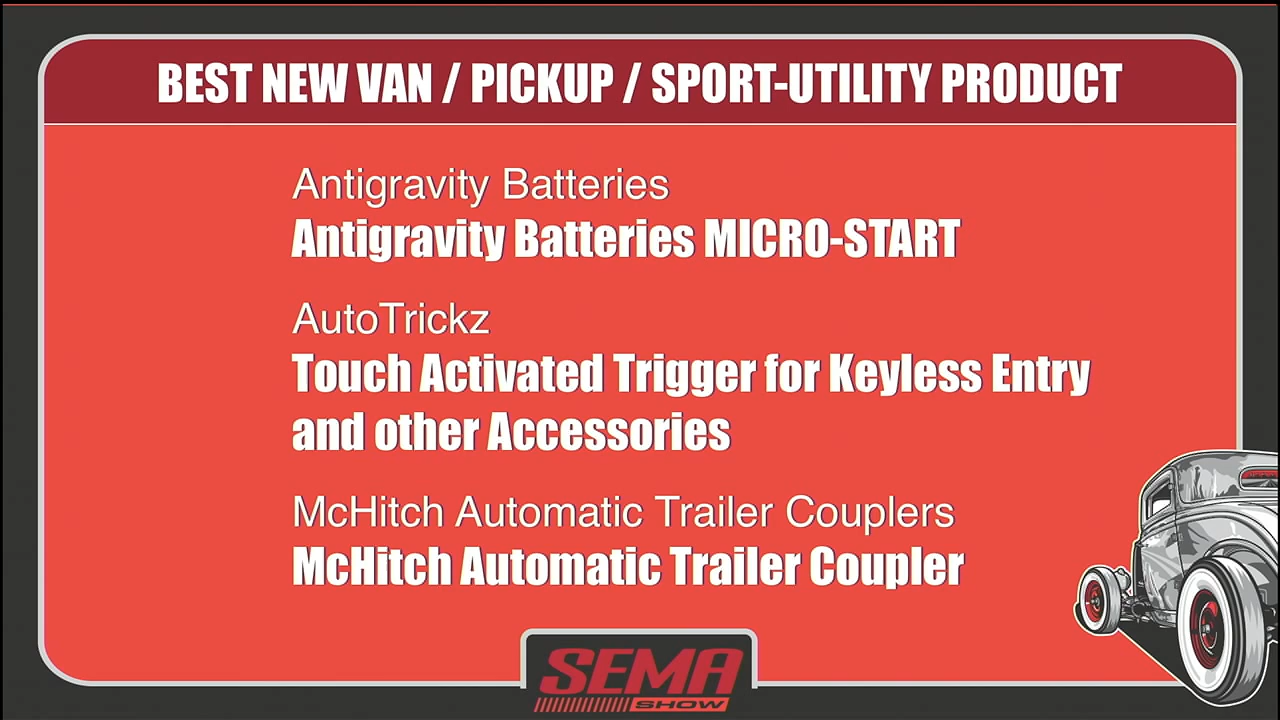 BEST NEW VAN / PICKUP / SPORT-UTILITY PRODUCT
Antigravity Batteries
Antigravity Batteries MICRO-START
AutoTrickz
Touch Activated Trigger for Keyless Entry
and other Accessories
McHitch Automatic Trailer Couplers
McHitch Automatic Trailer Coupler
SEMA
SHOW